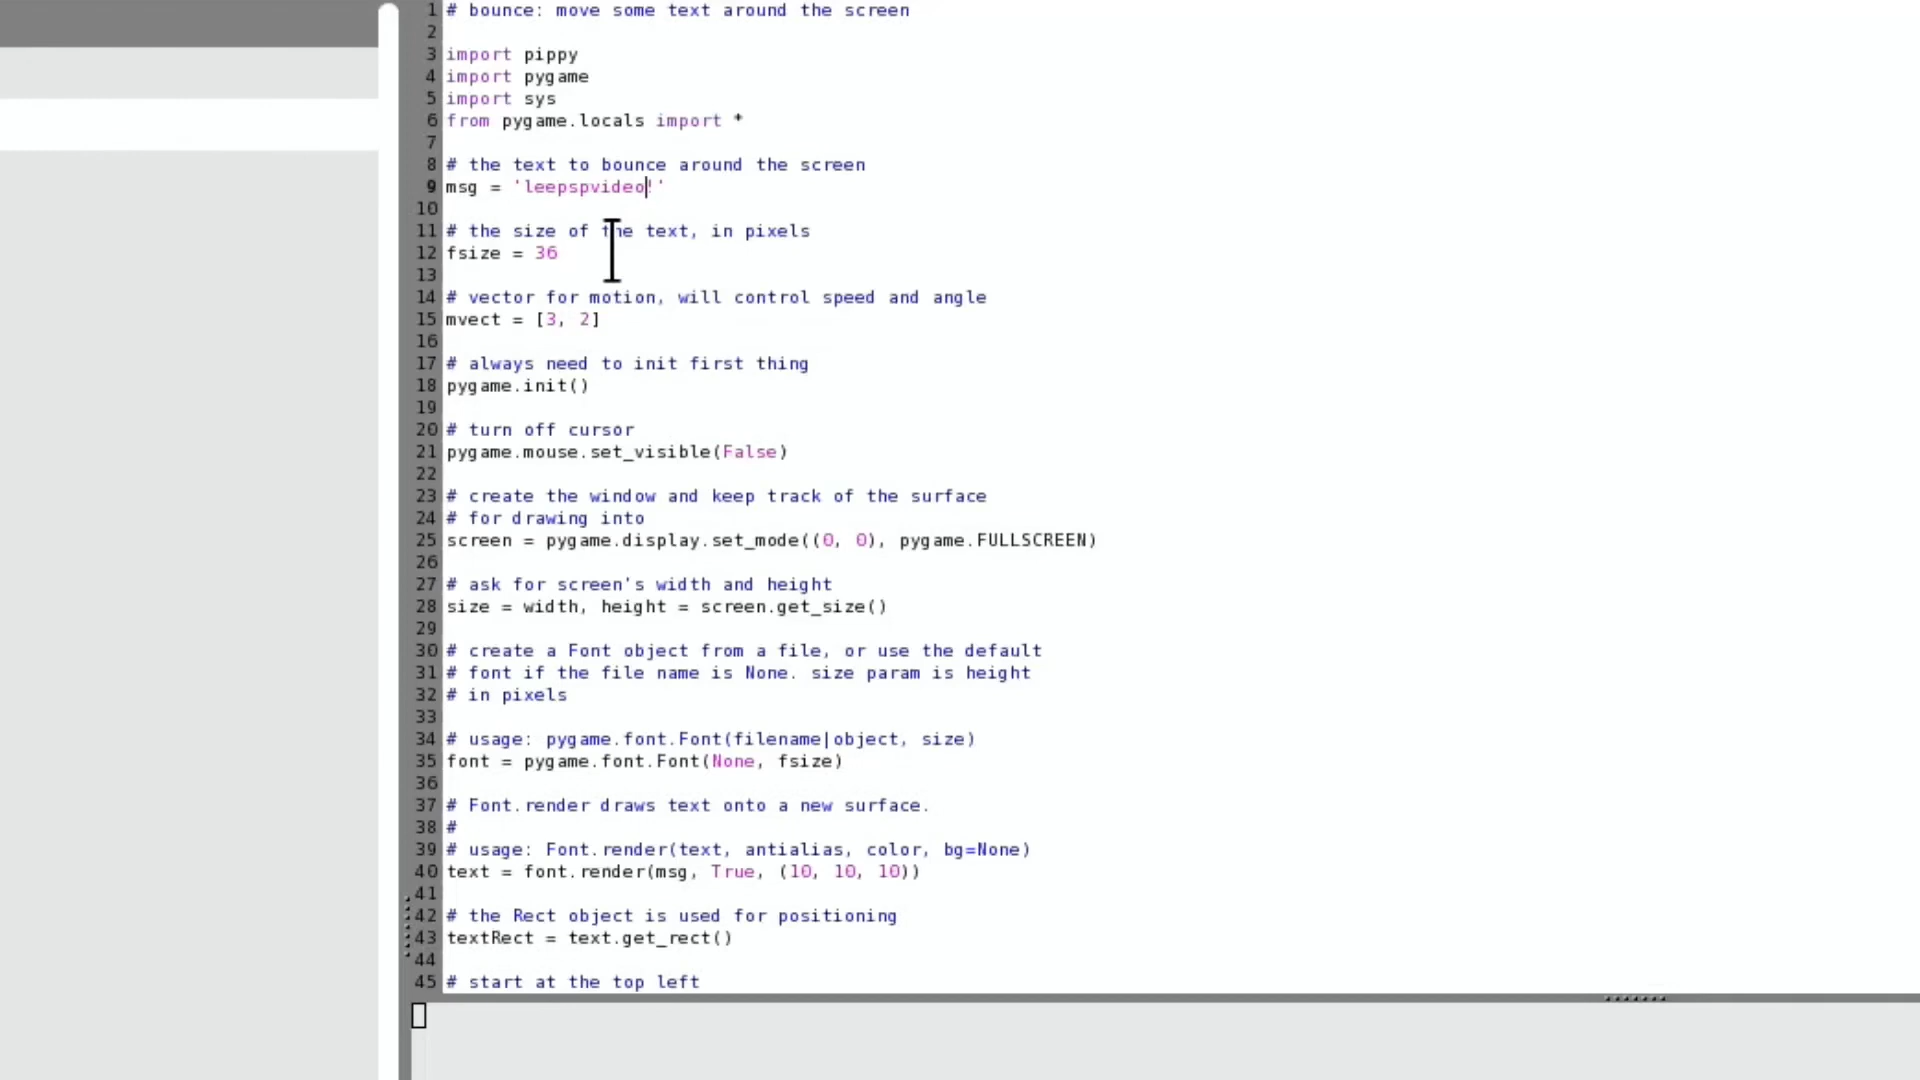 1 # bounce: move some text around the screen
2
3 import pippy
4 import pygame
5 import sys
6 from pygame.locals import *
7
8 # the text to bounce around the screen
9 msg = 'leepspvideo!'
10
11 # the size of the text, in pixels
12 fsize = 36
13
14 # vector for motion, will control speed and angle
15 mvect = [3, 2]
16
17 # always need to init first thing
18 pygame.init()
19
20 # turn off cursor
21 pygame.mouse.set_visible(False)
22
23 # create the window and keep track of the surface
24 # for drawing into
25 screen = pygame.display.set_mode((0, 0), pygame.FULLSCREEN)
26
27 # ask for screen's width and height
28 size = width, height = screen.get_size()
29
30 # create a Font object from a file, or use the default
31 # font if the file name is None. size param is height
32 # in pixels
33
34 # usage: pygame.font.Font(filename|object, size)
35 font = pygame.font.Font(None, fsize)
36
37 # Font.render draws text onto a new surface.
38 #
39 # usage: Font.render(text, antialias, color, bg=None)
40 text = font.render(msg, True, (10, 10, 10))
41
42 # the Rect object is used for positioning
43 textRect = text.get_rect()
44
45 # start at the top left